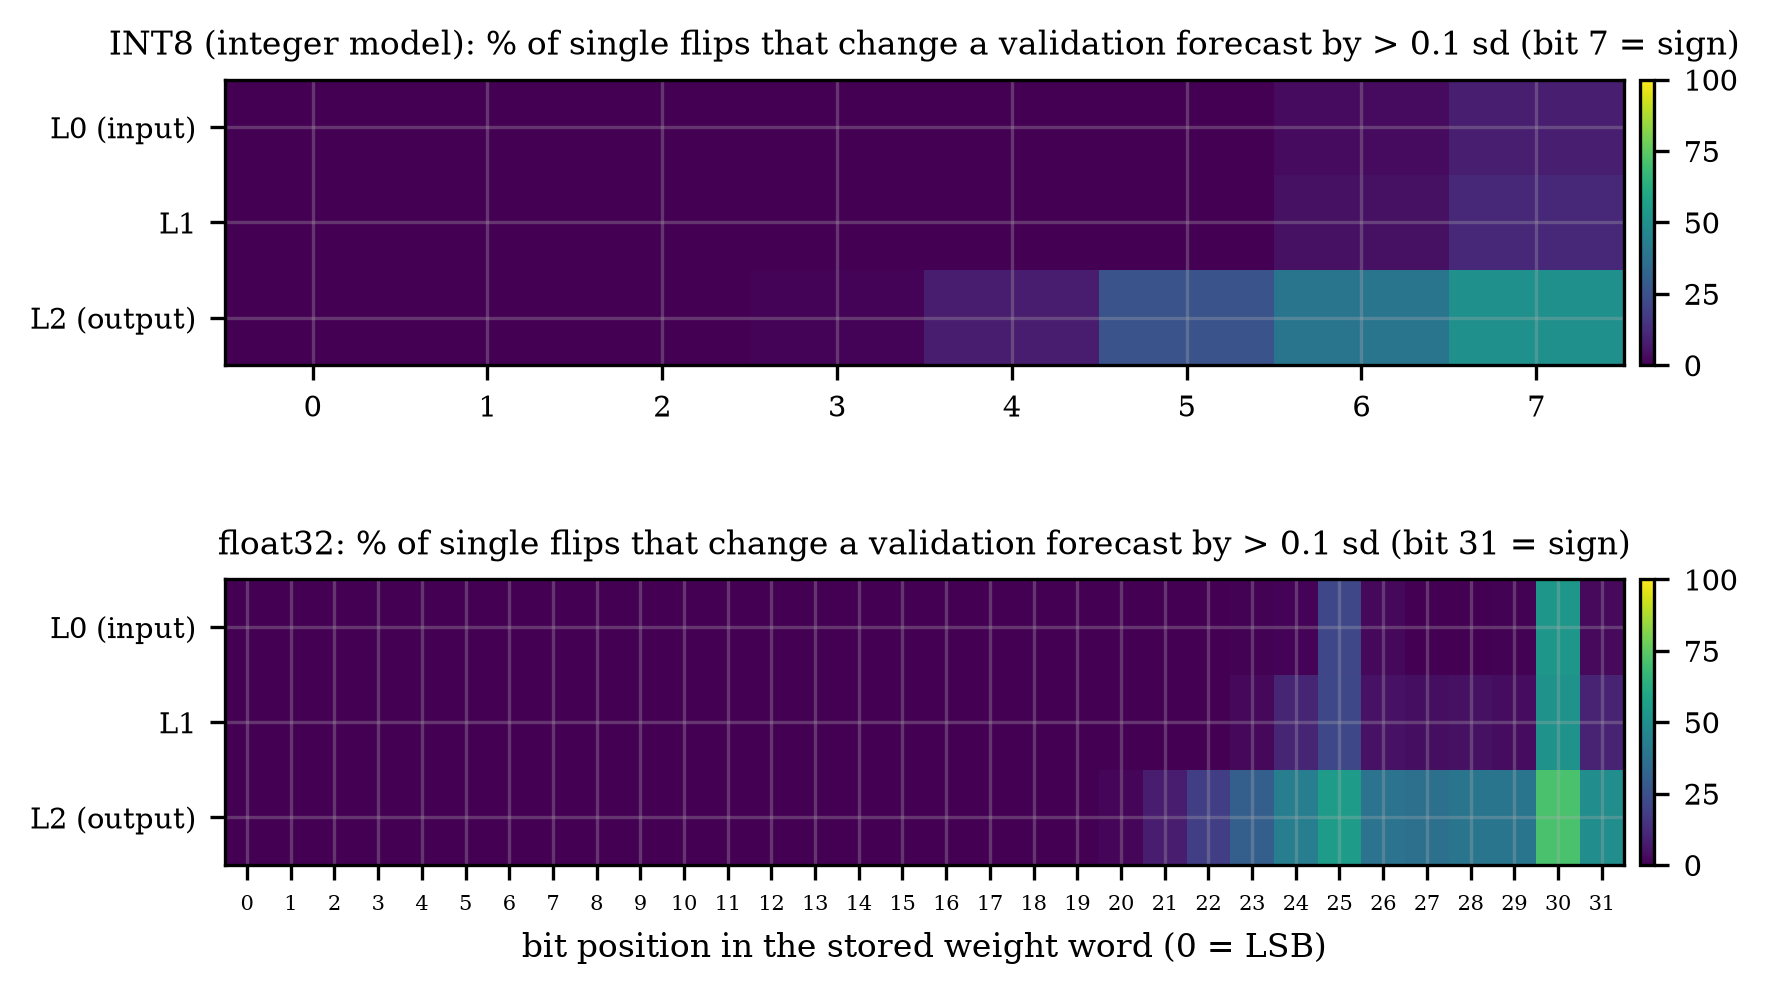 INT8 (integer model): % of single flips that change a validation forecast by > 0.1 sd (bit 7 = sign)
L0 (input)
L1
L2 (output)
0 1 2 3 4 5 6 7
100
75
50
25
0
float32: % of single flips that change a validation forecast by > 0.1 sd (bit 31 = sign)
L0 (input)
L1
L2 (output)
0 1 2 3 4 5 6 7 8 9 10 11 12 13 14 15 16 17 18 19 20 21 22 23 24 25 26 27 28 29 30 31
100
75
50
25
0
bit position in the stored weight word (0 = LSB)